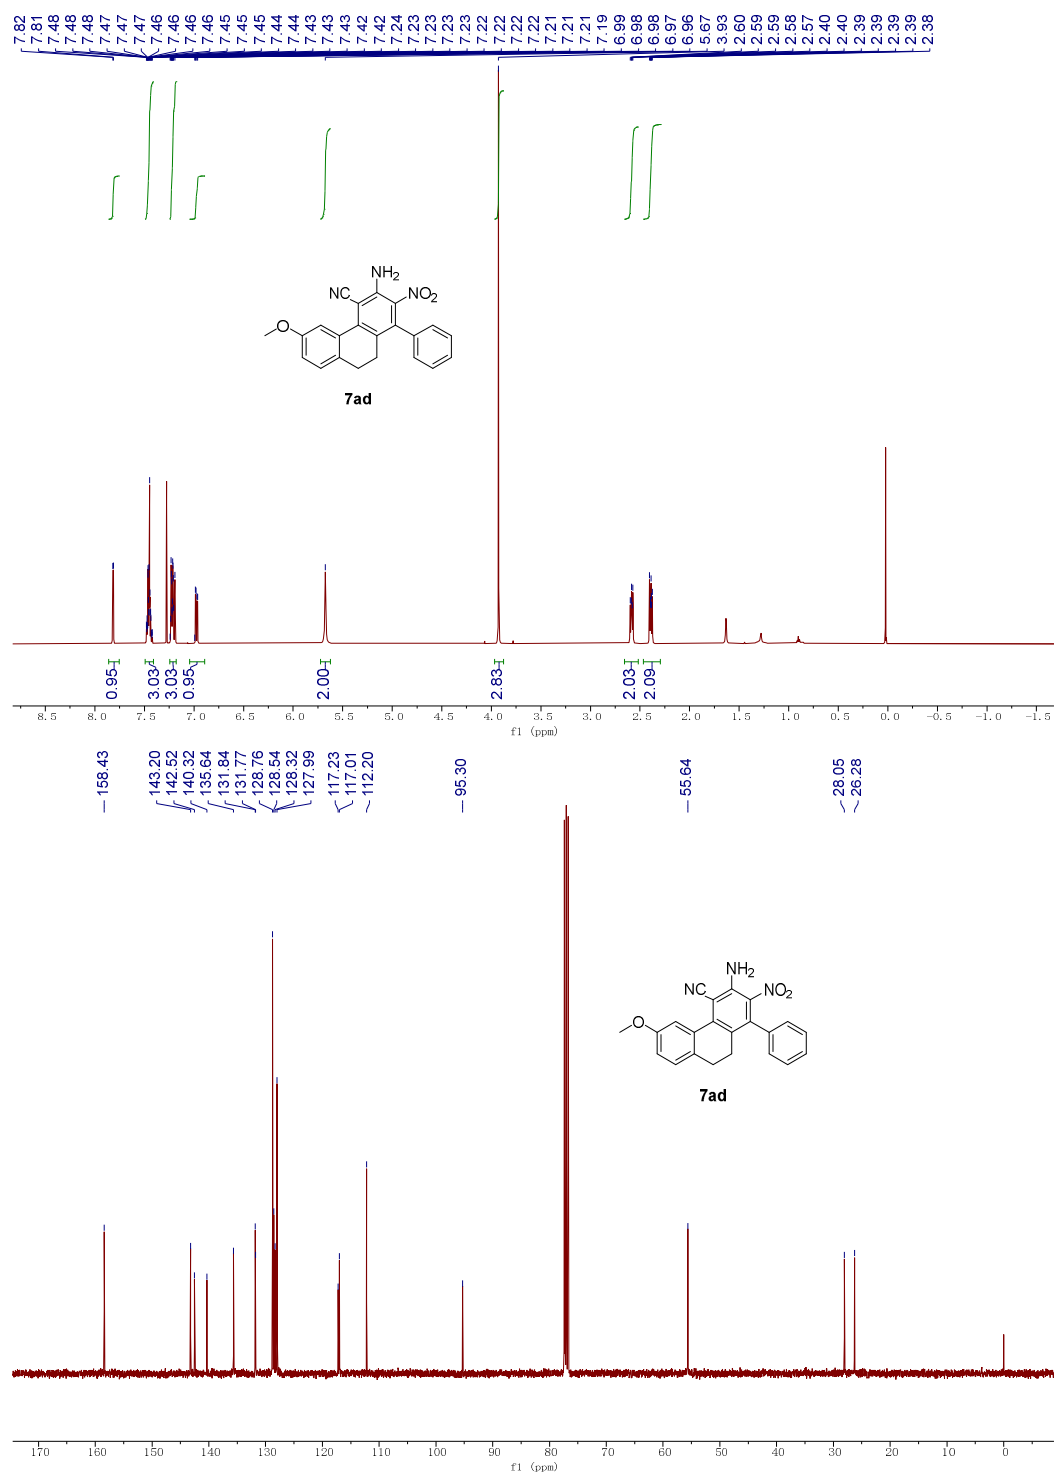 7.82 7.81 7.48 7.48 7.48 7.47 7.47 7.47 7.46 7.46 7.46 7.46 7.45 7.45 7.44 7.44 7.43 7.43 7.43 7.42 7.42 7.24 7.23 7.23 7.23 7.22 7.22 7.22 7.22 7.21 7.21 7.21 7.19 6.99 6.98 6.98 6.97 6.96 5.67 3.93 2.60 2.59 2.59 2.58 2.57 2.40 2.40 2.39 2.39 2.39 2.39 2.38
NH2
NC
NO2
O
7ad
0.95 3.03 3.03 0.95 2.00 2.83 2.03 2.09
8.5 8.0 7.5 7.0 6.5 6.0 5.5 5.0 4.5 4.0 3.5 3.0 2.5 2.0 1.5 1.0 0.5 0.0 -0.5 -1.0 -1.5
f1 (ppm)
158.43 143.20 142.52 140.32 135.64 131.84 131.77 128.76 128.54 128.32 127.99 117.23 117.01 112.20 95.30 55.64 28.05 26.28
NH2
NC
NO2
O
7ad
170 160 150 140 130 120 110 100 90 80 70 60 50 40 30 20 10 0
f1 (ppm)